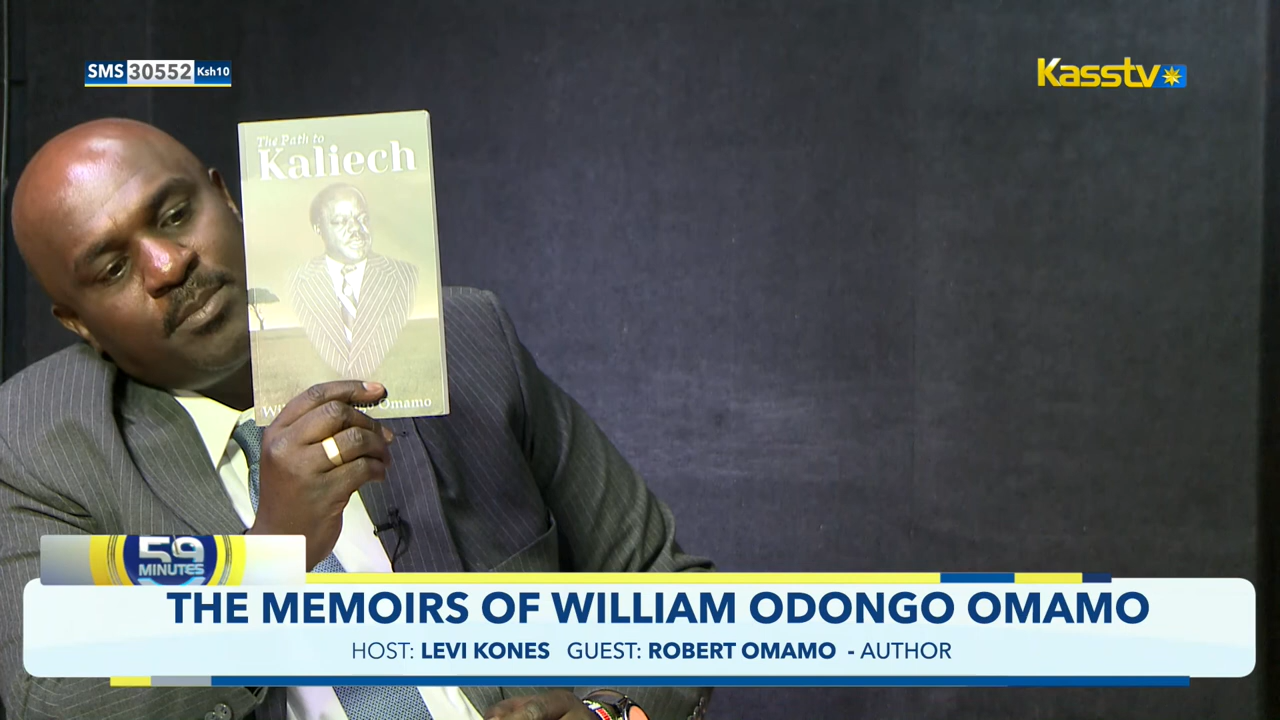 SMS 30552 Ksh10
Kasstv
The Path to
Kaliech
Omamo
59
MINUTES
THE MEMOIRS OF WILLIAM ODONGO OMAMO
HOST: LEVI KONES GUEST: ROBERT OMAMO - AUTHOR